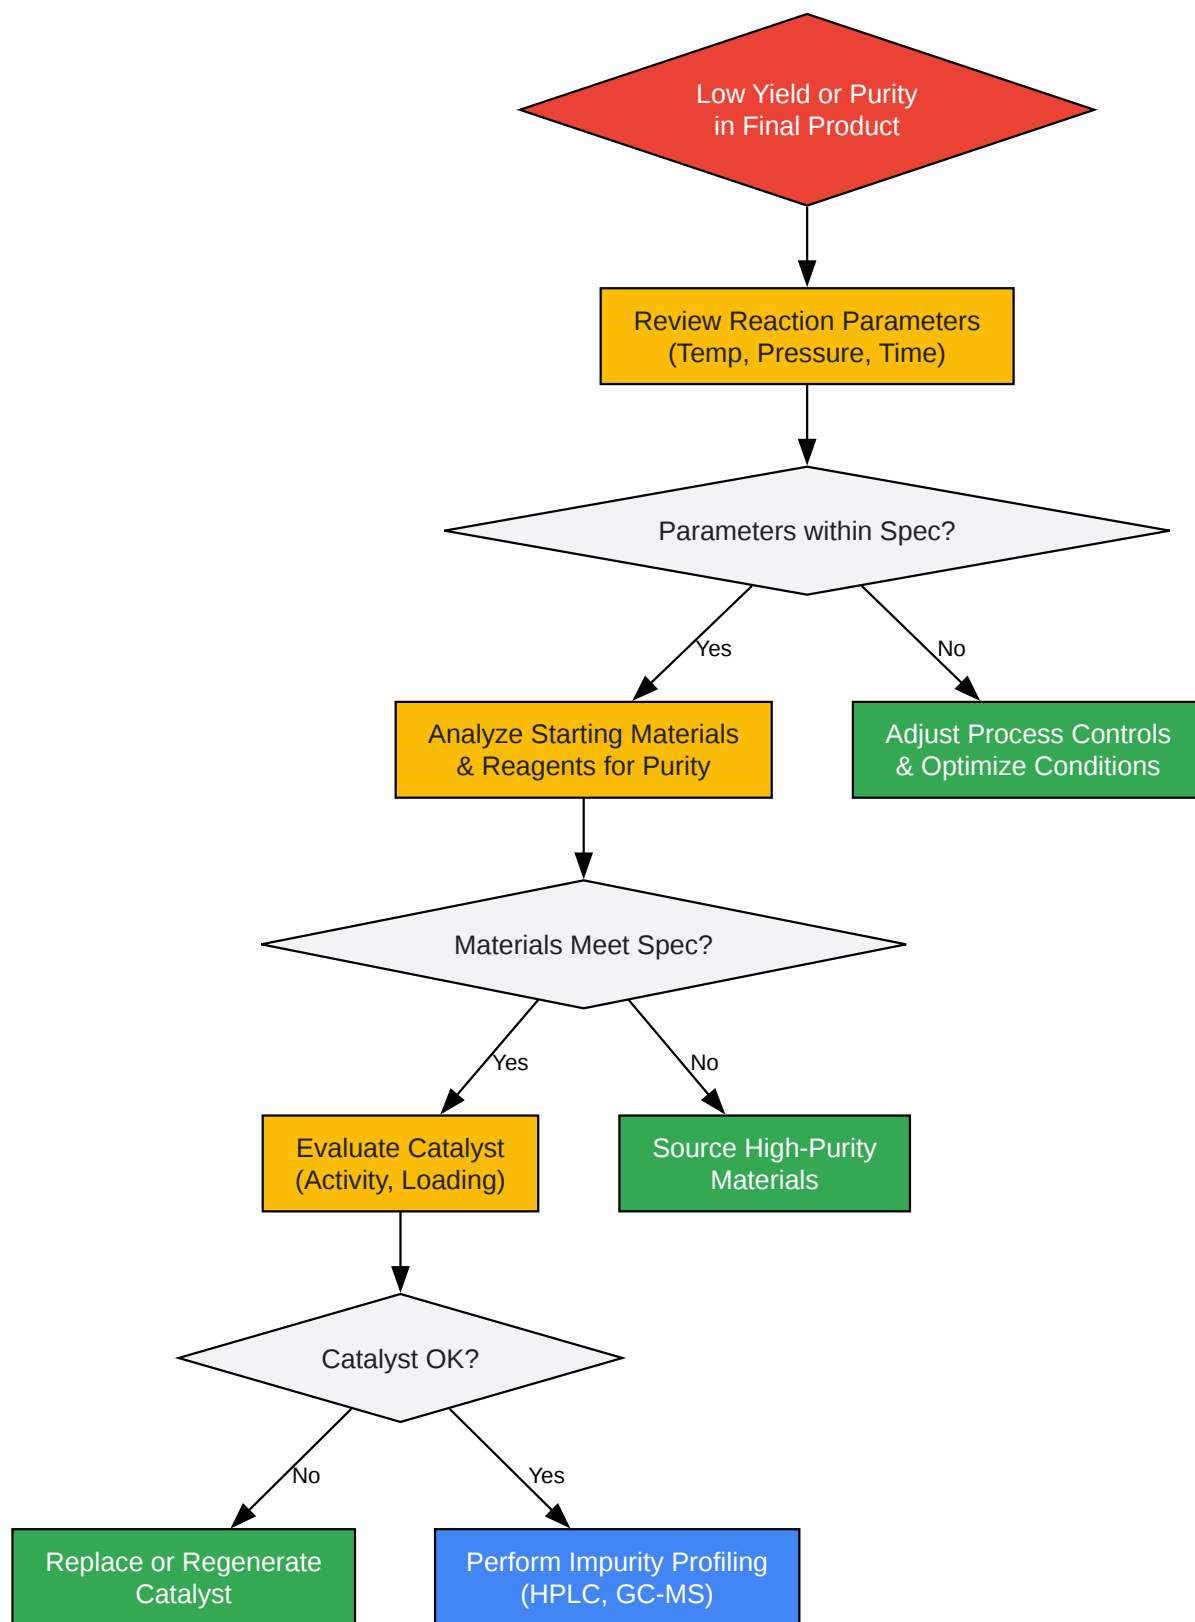 Low Yield or Purity
in Final Product
Review Reaction Parameters
(Temp, Pressure, Time)
Parameters within Spec?
Yes
No
Analyze Starting Materials
& Reagents for Purity
Adjust Process Controls
& Optimize Conditions
Materials Meet Spec?
Yes
No
Evaluate Catalyst
(Activity, Loading)
Source High-Purity
Materials
Catalyst OK?
No
Yes
Replace or Regenerate
Catalyst
Perform Impurity Profiling
(HPLC, GC-MS)